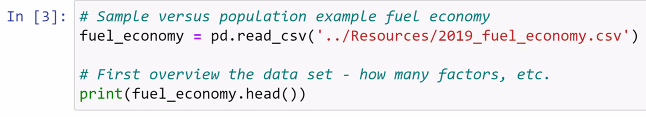 In [3]: # Sample versus population example fuel economy
fuel_economy = pd.read_csv('../Resources/2019_fuel_economy.csv')
# First overview the data set - how many factors, etc.
print(fuel_economy.head())